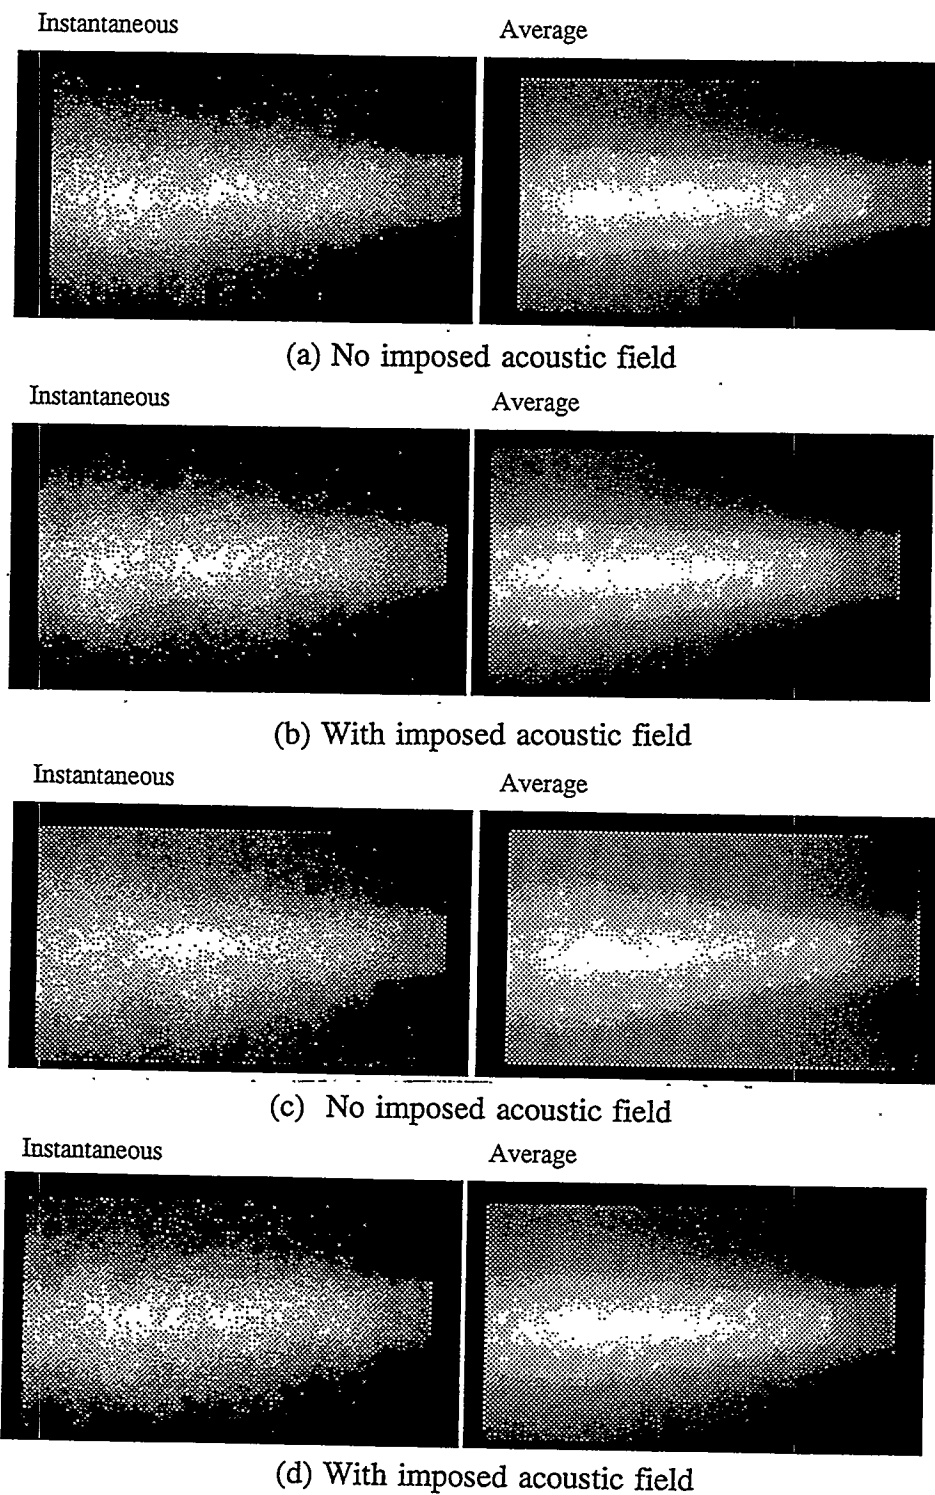 Instantaneous
Average
(a) No imposed acoustic field
Instantaneous
Average
(b) With imposed acoustic field
Instantaneous
Average
(c) No imposed acoustic field
Instantaneous
Average
(d) With imposed acoustic field